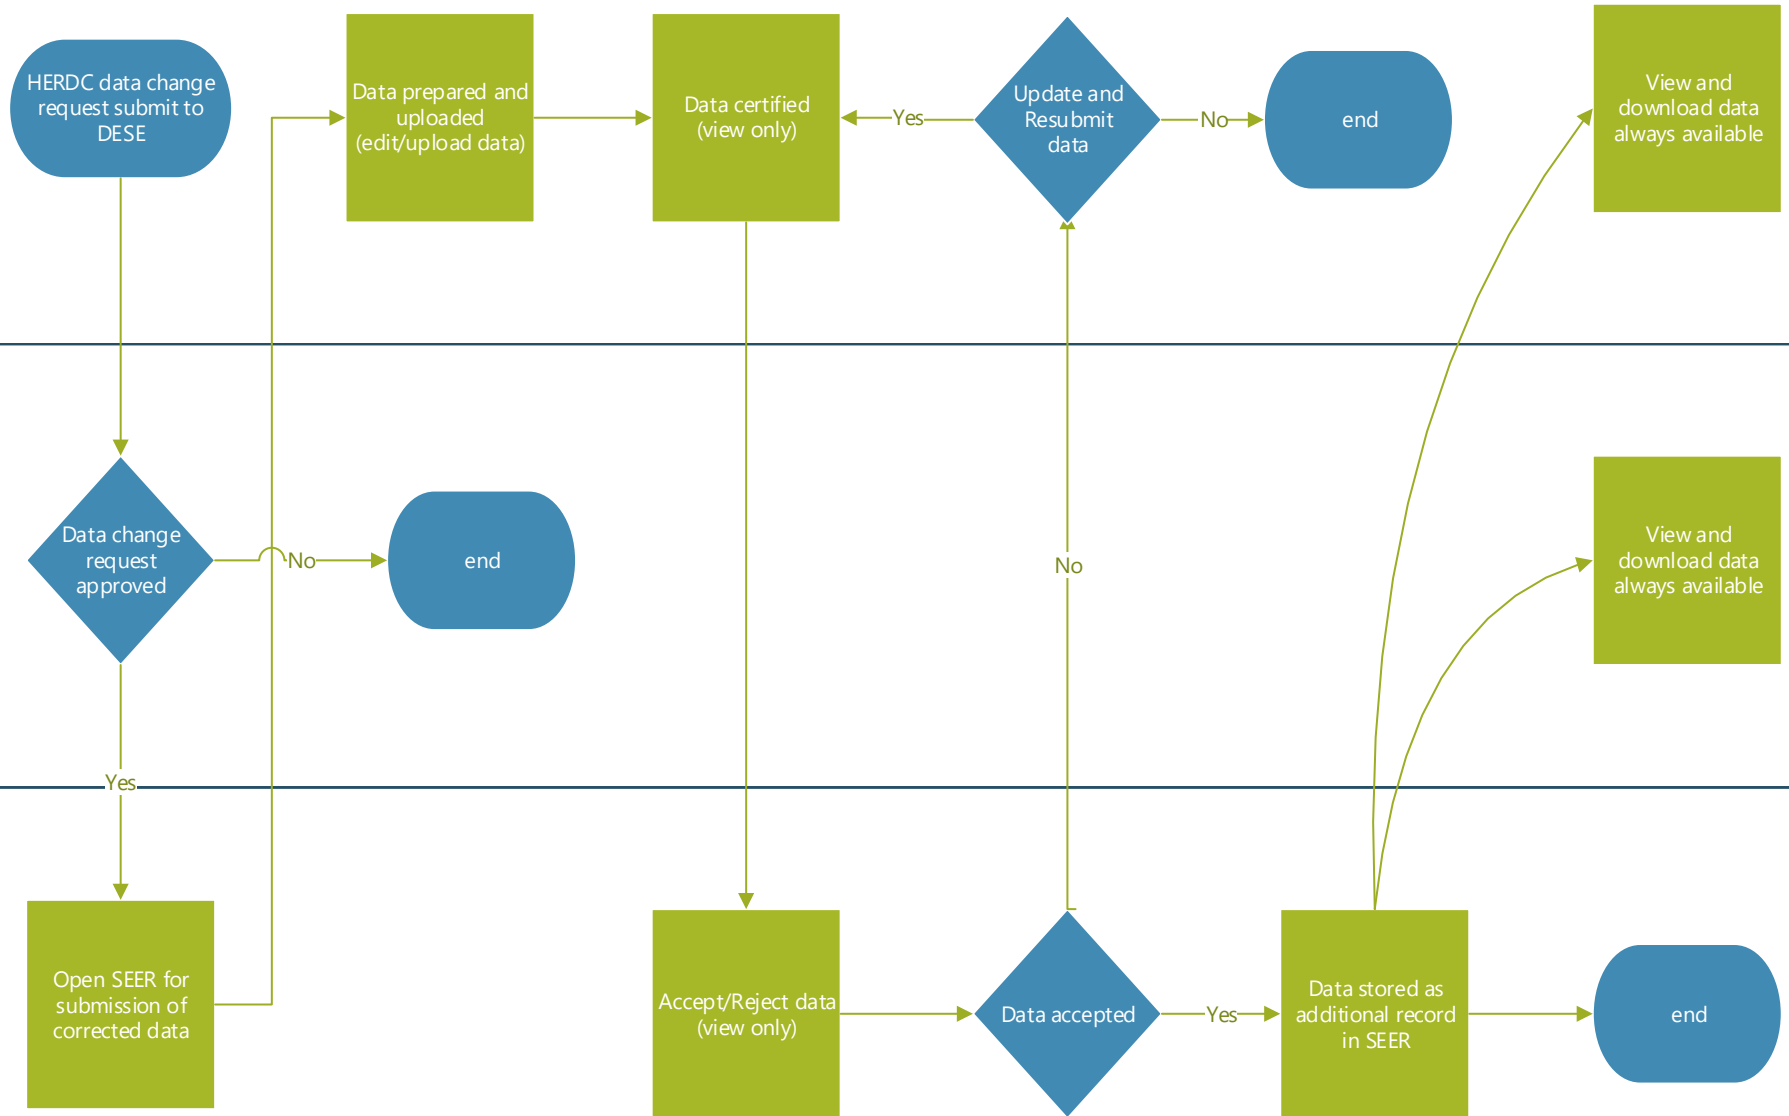 HERDC data change
request submit to
DESE
Data prepared and
uploaded
(edit/upload data)
Data certified
(view only)
Yes
Update and
Resubmit
data
No
end
View and
download data
always available
Data change
request
approved
No
end
No
View and
download data
always available
Yes
Open SEER for
submission of
corrected data
Accept/Reject data
(view only)
Data accepted
Yes
Data stored as
additional record
in SEER
end